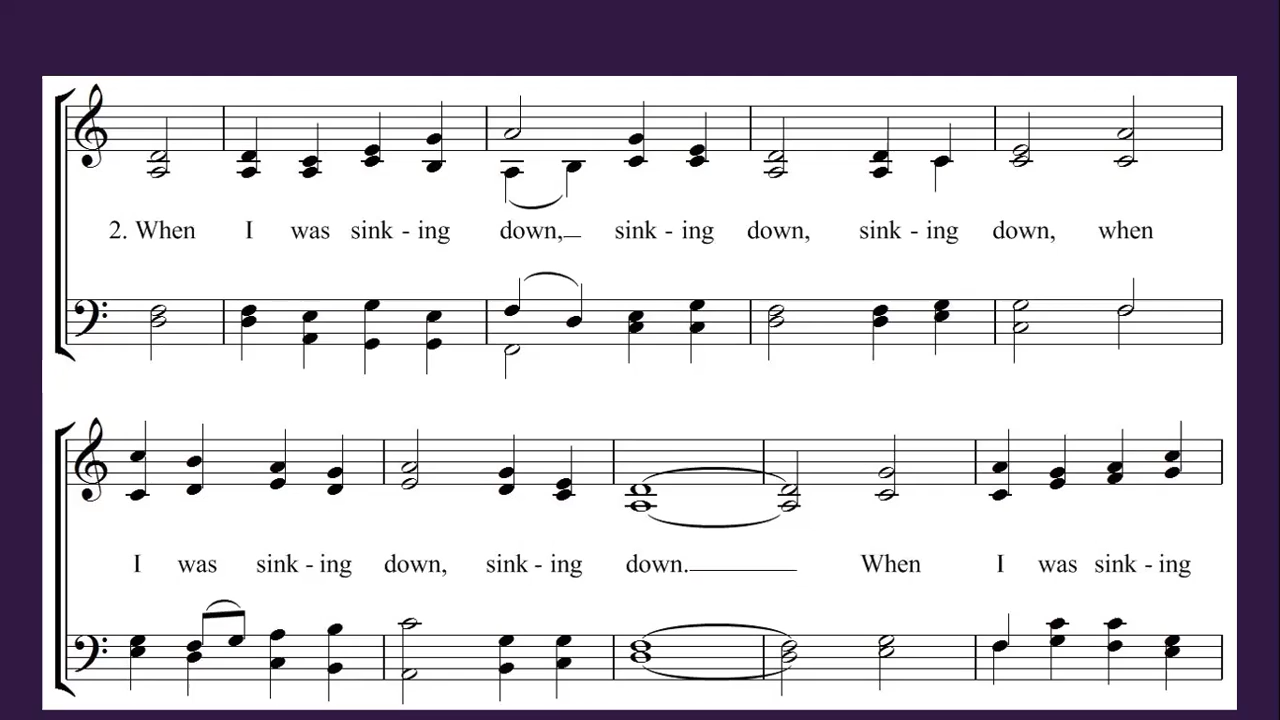 2. When I was sink - ing down, sink - ing down, sink - ing down, when
I was sink - ing down, sink - ing down. When I was sink - ing